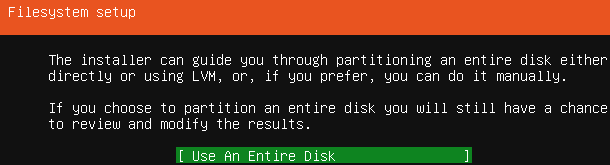 Filesystem setup
The installer can guide you through partitioning an entire disk either
directly or using LVM, or, if you prefer, you can do it manually.
If you choose to partition an entire disk you will still have a chance
to review and modify the results.
[ Use An Entire Disk ]